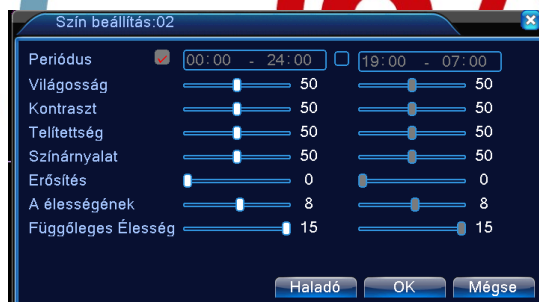 Szín beállítás:02
Periódus 00:00 - 24:00 19:00 - 07:00
Világosság 50 50
Kontraszt 50 50
Telítettség 50 50
Színárnyalat 50 50
Erősítés 0 0
A élességének 8 8
Függőleges Élesség 15 15
Haladó OK Mégse